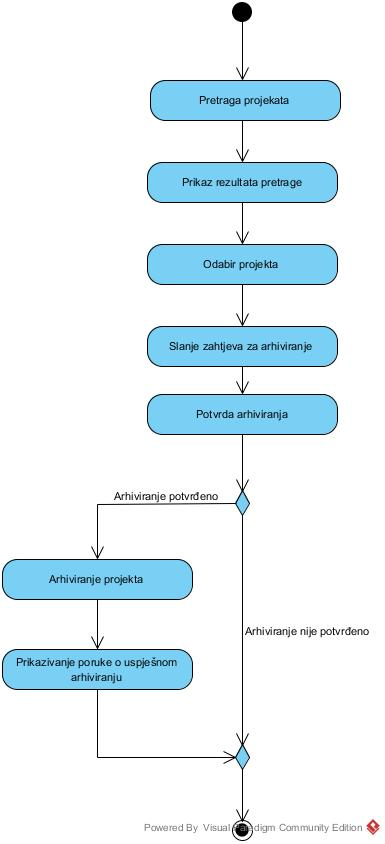 Pretraga projekata
Prikaz rezultata pretrage
Odabir projekta
Slanje zahtjeva za arhiviranje
Potvrda arhiviranja
Arhiviranje potvrđeno
Arhiviranje projekta
Arhiviranje nije potvrđeno
Prikazivanje poruke o uspješnom
arhiviranju
Powered By Visual Paradigm Community Edition